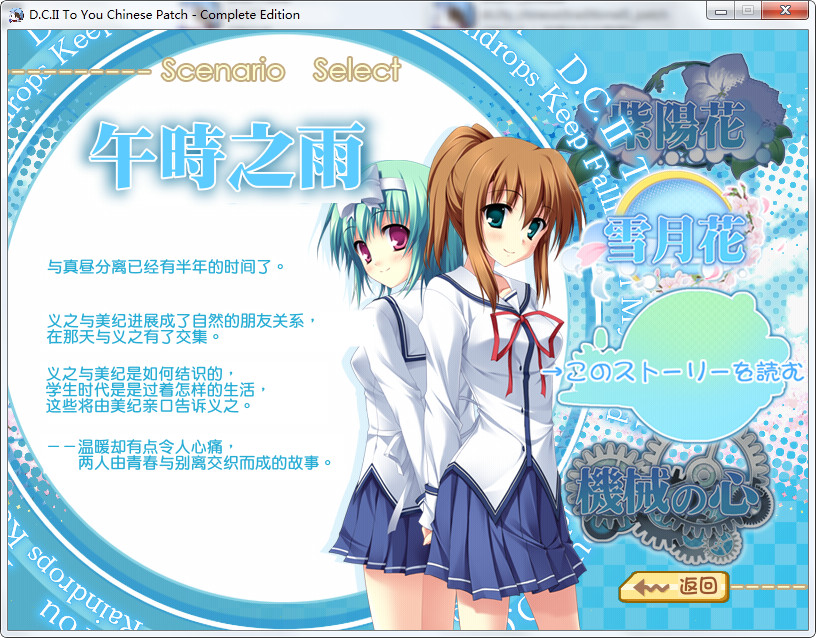 D.C.II To You Chinese Patch - Complete Edition
Scenario Select
午時之雨
与真昼分离已经有半年的时间了。
义之与美纪进展成了自然的朋友关系，
在那天与义之有了交集。
义之与美纪是如何结识的，
学生时代是是过着怎样的生活，
这些将由美纪亲口告诉义之。
－－温暖却有点令人心痛，
两人由青春与别离交织而成的故事。
紫陽花
雪月花
→このストーリーを読む
機械の心
返回
D.C.II T
Raindrops Keep Fallin